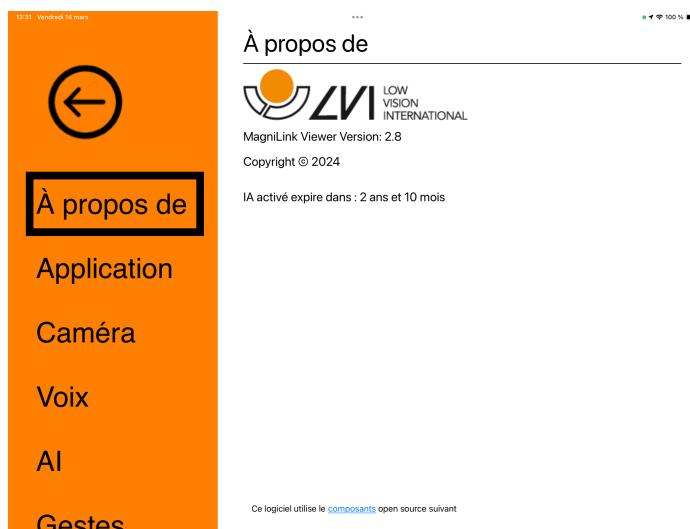 13:31 Vendredi 14 mars
100 %
À propos de
Application
Caméra
Voix
AI
Gestes
À propos de
LVI LOW
VISION
INTERNATIONAL
MagniLink Viewer Version: 2.8
Copyright © 2024
IA activé expire dans : 2 ans et 10 mois
Ce logiciel utilise le composants open source suivant